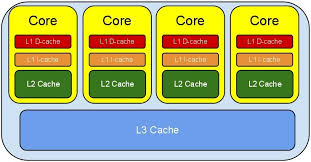 Core Core Core Core
L1 D-cache L1 D-cache L1 D-cache L1 D-cache
L1 I-cache L1 I-cache L1 I-cache L1 I-cache
L2 Cache L2 Cache L2 Cache L2 Cache
L3 Cache